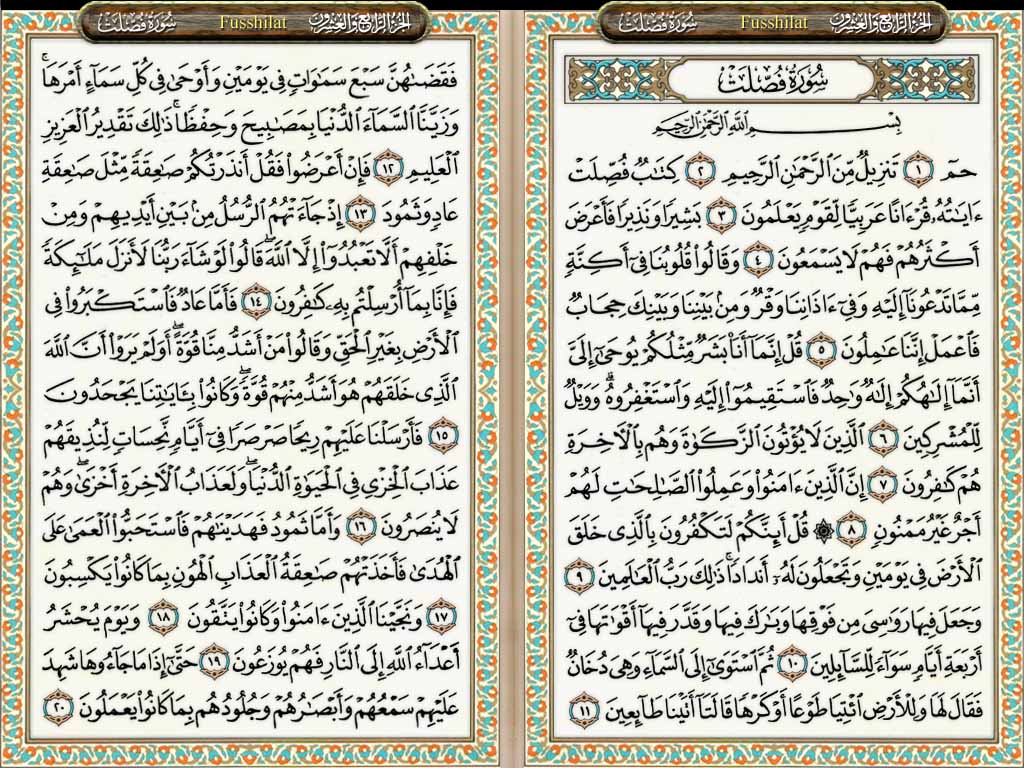 سورة فصلت Fusshilat الجزء الرابع والعشرون
سُورَةُ فُصِّلَتْ
بِسْمِ اللَّهِ الرَّحْمَٰنِ الرَّحِيمِ
حمٓ ١ تَنزِيلٌ مِّنَ ٱلرَّحْمَٰنِ ٱلرَّحِيمِ ٢ كِتَٰبٌ فُصِّلَتْ
ءَايَٰتُهُۥ قُرْءَانًا عَرَبِيًّا لِّقَوْمٍ يَعْلَمُونَ ٣ بَشِيرًا وَنَذِيرًا فَأَعْرَضَ
أَكْثَرُهُمْ فَهُمْ لَا يَسْمَعُونَ ٤ وَقَالُوا۟ قُلُوبُنَا فِىٓ أَكِنَّةٍ
مِّمَّا تَدْعُونَآ إِلَيْهِ وَفِىٓ ءَاذَانِنَا وَقْرٌ وَمِنۢ بَيْنِنَا وَبَيْنِكَ حِجَابٌ
فَٱعْمَلْ إِنَّنَا عَٰمِلُونَ ٥ قُلْ إِنَّمَآ أَنَا۠ بَشَرٌ مِّثْلُكُمْ يُوحَىٰٓ إِلَىَّ
أَنَّمَآ إِلَٰهُكُمْ إِلَٰهٌ وَٰحِدٌ فَٱسْتَقِيمُوٓا۟ إِلَيْهِ وَٱسْتَغْفِرُوهُ ۗ وَوَيْلٌ
لِّلْمُشْرِكِينَ ٦ ٱلَّذِينَ لَا يُؤْتُونَ ٱلزَّكَوٰةَ وَهُم بِٱلْءَاخِرَةِ
هُمْ كَٰفِرُونَ ٧ إِنَّ ٱلَّذِينَ ءَامَنُوا۟ وَعَمِلُوا۟ ٱلصَّٰلِحَٰتِ لَهُمْ
أَجْرٌ غَيْرُ مَمْنُونٍ ٨ ۞ قُلْ أَئِنَّكُمْ لَتَكْفُرُونَ بِٱلَّذِى خَلَقَ
ٱلْأَرْضَ فِى يَوْمَيْنِ وَتَجْعَلُونَ لَهُۥٓ أَندَادًا ۚ ذَٰلِكَ رَبُّ ٱلْعَٰلَمِينَ ٩
وَجَعَلَ فِيهَا رَوَٰسِىَ مِن فَوْقِهَا وَبَٰرَكَ فِيهَا وَقَدَّرَ فِيهَآ أَقْوَٰتَهَا فِىٓ
أَرْبَعَةِ أَيَّامٍ سَوَآءً لِّلسَّآئِلِينَ ١٠ ثُمَّ ٱسْتَوَىٰٓ إِلَى ٱلسَّمَآءِ وَهِىَ دُخَانٌ
فَقَالَ لَهَا وَلِلْأَرْضِ ٱئْتِيَا طَوْعًا أَوْ كَرْهًا قَالَتَآ أَتَيْنَا طَآئِعِينَ ١١
سورة فصلت Fusshilat الجزء الرابع والعشرون
فَقَضَىٰهُنَّ سَبْعَ سَمَٰوَاتٍ فِى يَوْمَيْنِ وَأَوْحَىٰ فِى كُلِّ سَمَآءٍ أَمْرَهَا ۚ
وَزَيَّنَّا ٱلسَّمَآءَ ٱلدُّنْيَا بِمَصَٰبِيحَ وَحِفْظًا ۚ ذَٰلِكَ تَقْدِيرُ ٱلْعَزِيزِ
ٱلْعَلِيمِ ١٢ فَإِنْ أَعْرَضُوا۟ فَقُلْ أَنذَرْتُكُمْ صَٰعِقَةً مِّثْلَ صَٰعِقَةِ
عَادٍ وَثَمُودَ ١٣ إِذْ جَآءَتْهُمُ ٱلرُّسُلُ مِنۢ بَيْنِ أَيْدِيهِمْ وَمِنْ
خَلْفِهِمْ أَلَّا تَعْبُدُوٓا۟ إِلَّا ٱللَّهَ ۖ قَالُوا۟ لَوْ شَآءَ رَبُّنَا لَأَنزَلَ مَلَٰٓئِكَةً
فَإِنَّا بِمَآ أُرْسِلْتُم بِهِۦ كَٰفِرُونَ ١٤ فَأَمَّا عَادٌ فَٱسْتَكْبَرُوا۟ فِى
ٱلْأَرْضِ بِغَيْرِ ٱلْحَقِّ وَقَالُوا۟ مَنْ أَشَدُّ مِنَّا قُوَّةً ۖ أَوَلَمْ يَرَوْا۟ أَنَّ ٱللَّهَ
ٱلَّذِى خَلَقَهُمْ هُوَ أَشَدُّ مِنْهُمْ قُوَّةً ۖ وَكَانُوا۟ بِـَٔايَٰتِنَا يَجْحَدُونَ
١٥ فَأَرْسَلْنَا عَلَيْهِمْ رِيحًا صَرْصَرًا فِىٓ أَيَّامٍ نَّحِسَاتٍ لِّنُذِيقَهُمْ
عَذَابَ ٱلْخِزْىِ فِى ٱلْحَيَوٰةِ ٱلدُّنْيَا ۖ وَلَعَذَابُ ٱلْءَاخِرَةِ أَخْزَىٰ ۖ وَهُمْ
لَا يُنصَرُونَ ١٦ وَأَمَّا ثَمُودُ فَهَدَيْنَٰهُمْ فَٱسْتَحَبُّوا۟ ٱلْعَمَىٰ عَلَى
ٱلْهُدَىٰ فَأَخَذَتْهُمْ صَٰعِقَةُ ٱلْعَذَابِ ٱلْهُونِ بِمَا كَانُوا۟ يَكْسِبُونَ
١٧ وَنَجَّيْنَا ٱلَّذِينَ ءَامَنُوا۟ وَكَانُوا۟ يَتَّقُونَ ١٨ وَيَوْمَ يُحْشَرُ
أَعْدَآءُ ٱللَّهِ إِلَى ٱلنَّارِ فَهُمْ يُوزَعُونَ ١٩ حَتَّىٰٓ إِذَا مَا جَآءُوهَا شَهِدَ
عَلَيْهِمْ سَمْعُهُمْ وَأَبْصَٰرُهُمْ وَجُلُودُهُم بِمَا كَانُوا۟ يَعْمَلُونَ ٢٠